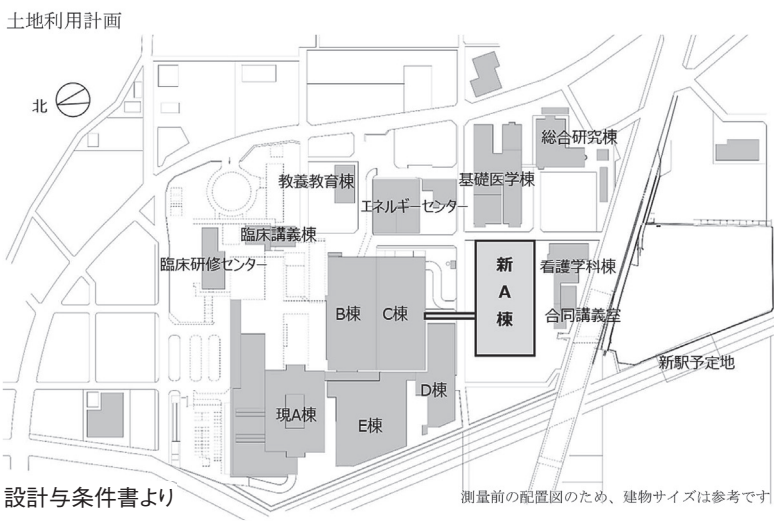 土地利用計画
北
総合研究棟
教養教育棟
基礎医学棟
エネルギーセンター
臨床講義棟
臨床研修センター
新A棟
看護学科棟
B棟
C棟
合同講義室
新駅予定地
D棟
現A棟
E棟
設計与条件書より
測量前の配置図のため、建物サイズは参考です